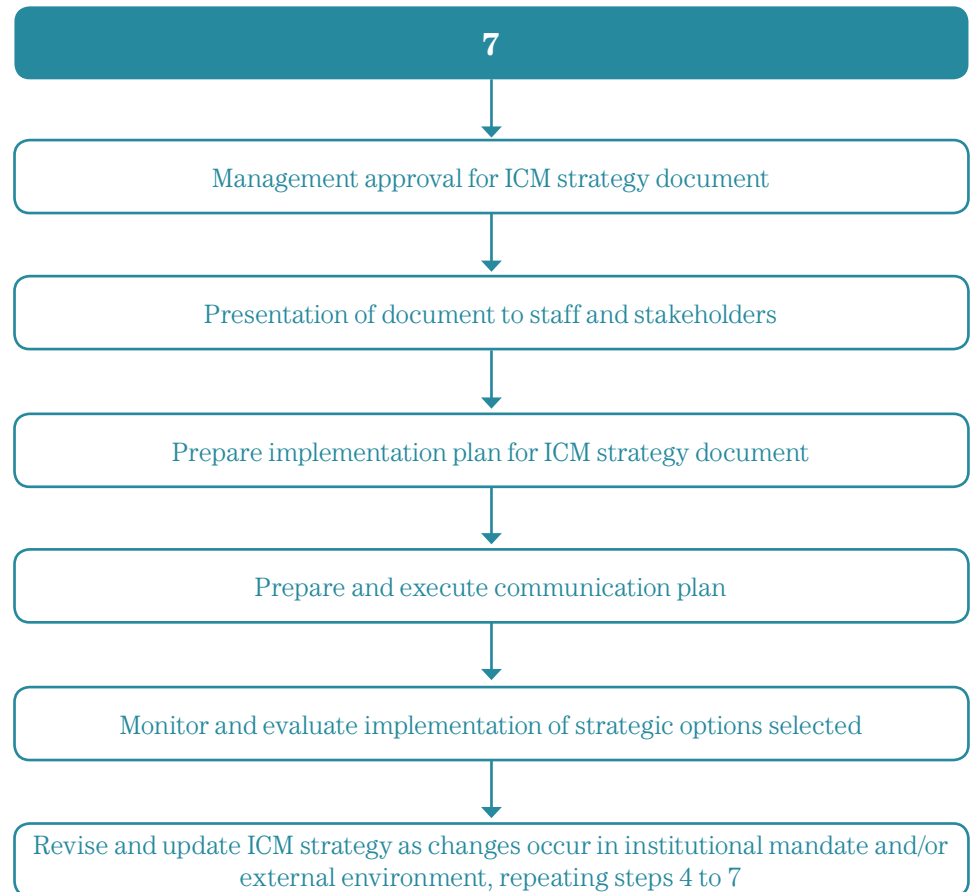 7
Management approval for ICM strategy document
Presentation of document to staff and stakeholders
Prepare implementation plan for ICM strategy document
Prepare and execute communication plan
Monitor and evaluate implementation of strategic options selected
Revise and update ICM strategy as changes occur in institutional mandate and/or
external environment, repeating steps 4 to 7